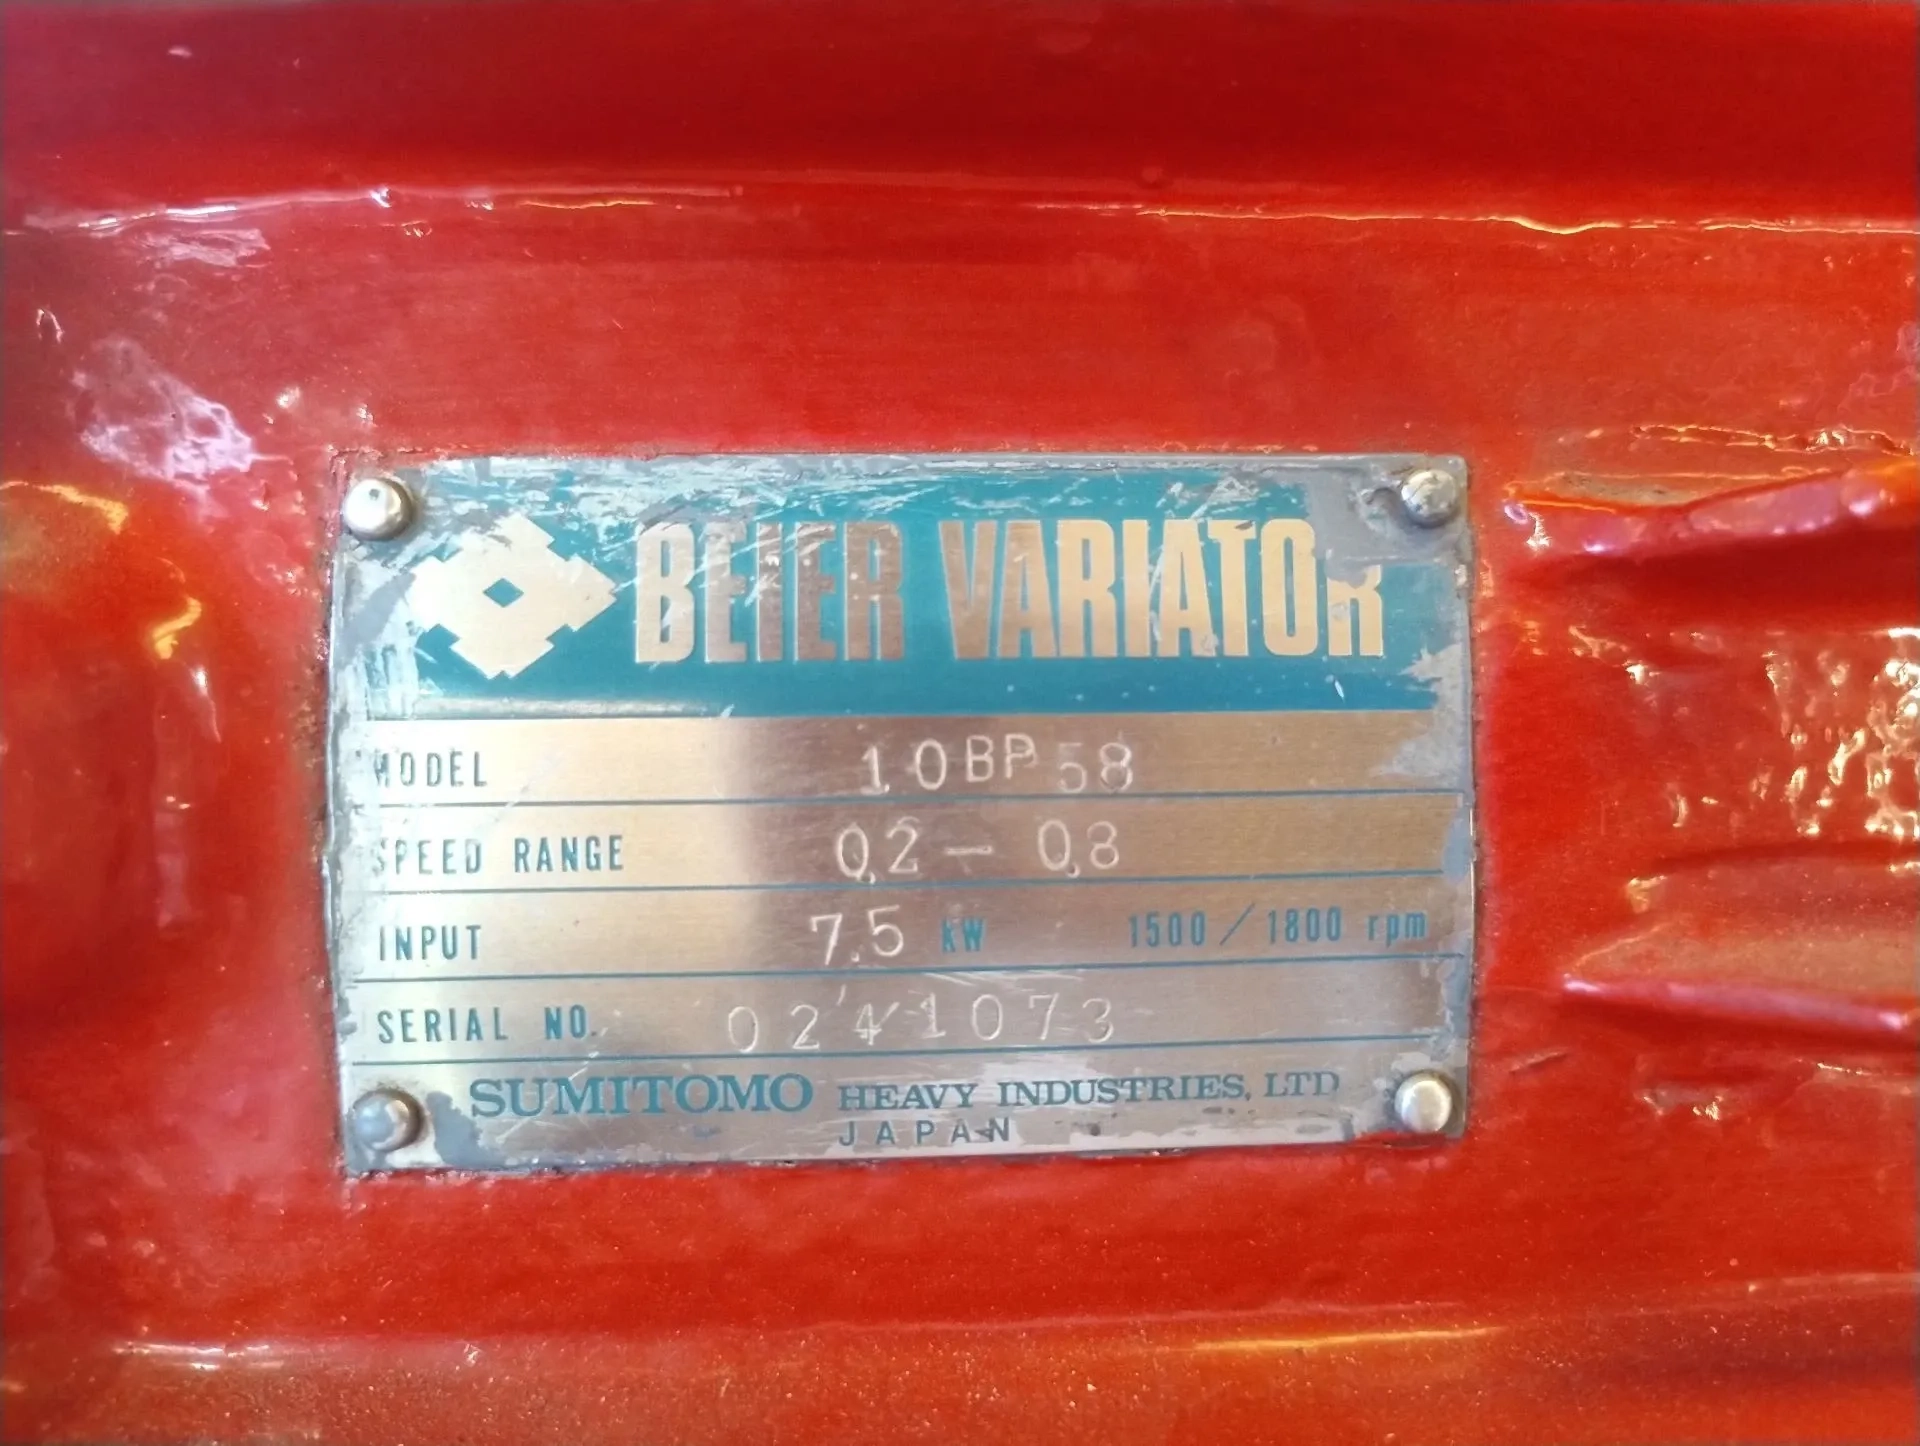 BEIER VARIATOR
MODEL 10BP58
SPEED RANGE 0.2 — 0.8
INPUT 7.5 kW 1500 / 1800 rpm
SERIAL NO. 0241073
SUMITOMO HEAVY INDUSTRIES, LTD
JAPAN